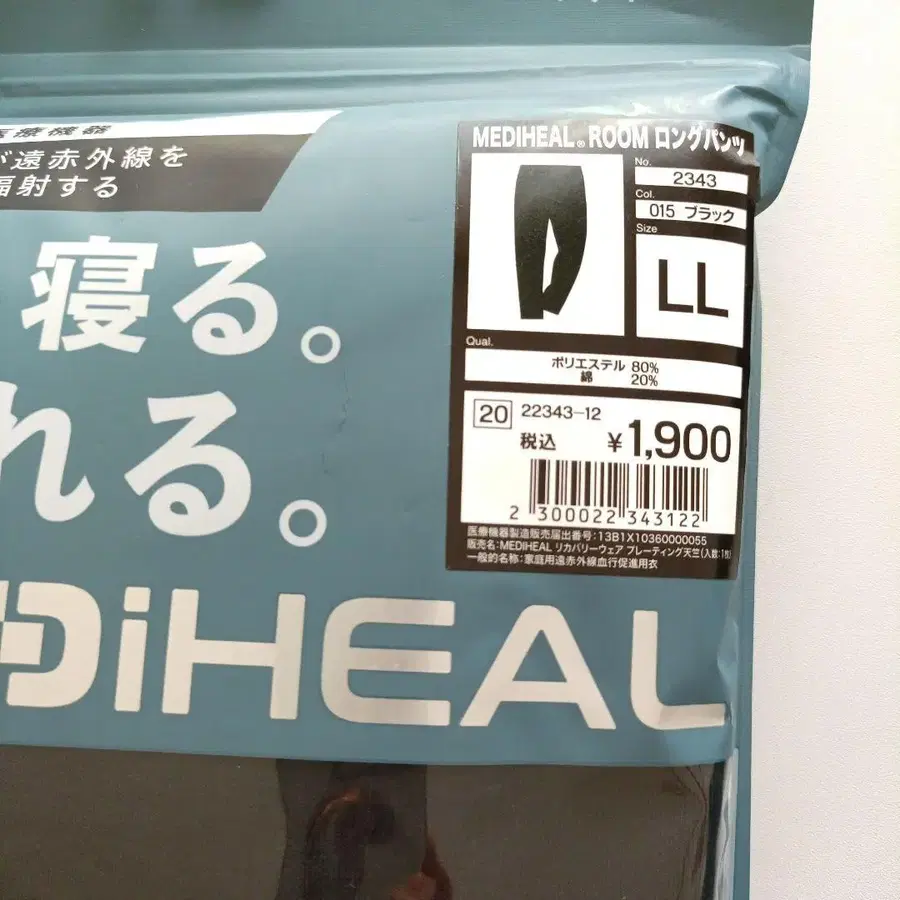 医療機器
が遠赤外線を
輻射する
寝る。
れる。
DiHEAL
MEDIHEAL® ROOM ロングパンツ
No.
2343
Col.
015 ブラック
Size
LL
Qual.
ポリエステル 80%
綿 20%
20 22343-12
税込 ¥1,900
2 300022 343122
医療機器製造販売届出番号:13B1X10360000055
販売名:MEDIHEAL リカバリーウェア プレーティング天竺(入数:1枚)
一般的名称:家庭用遠赤外線血行促進用衣